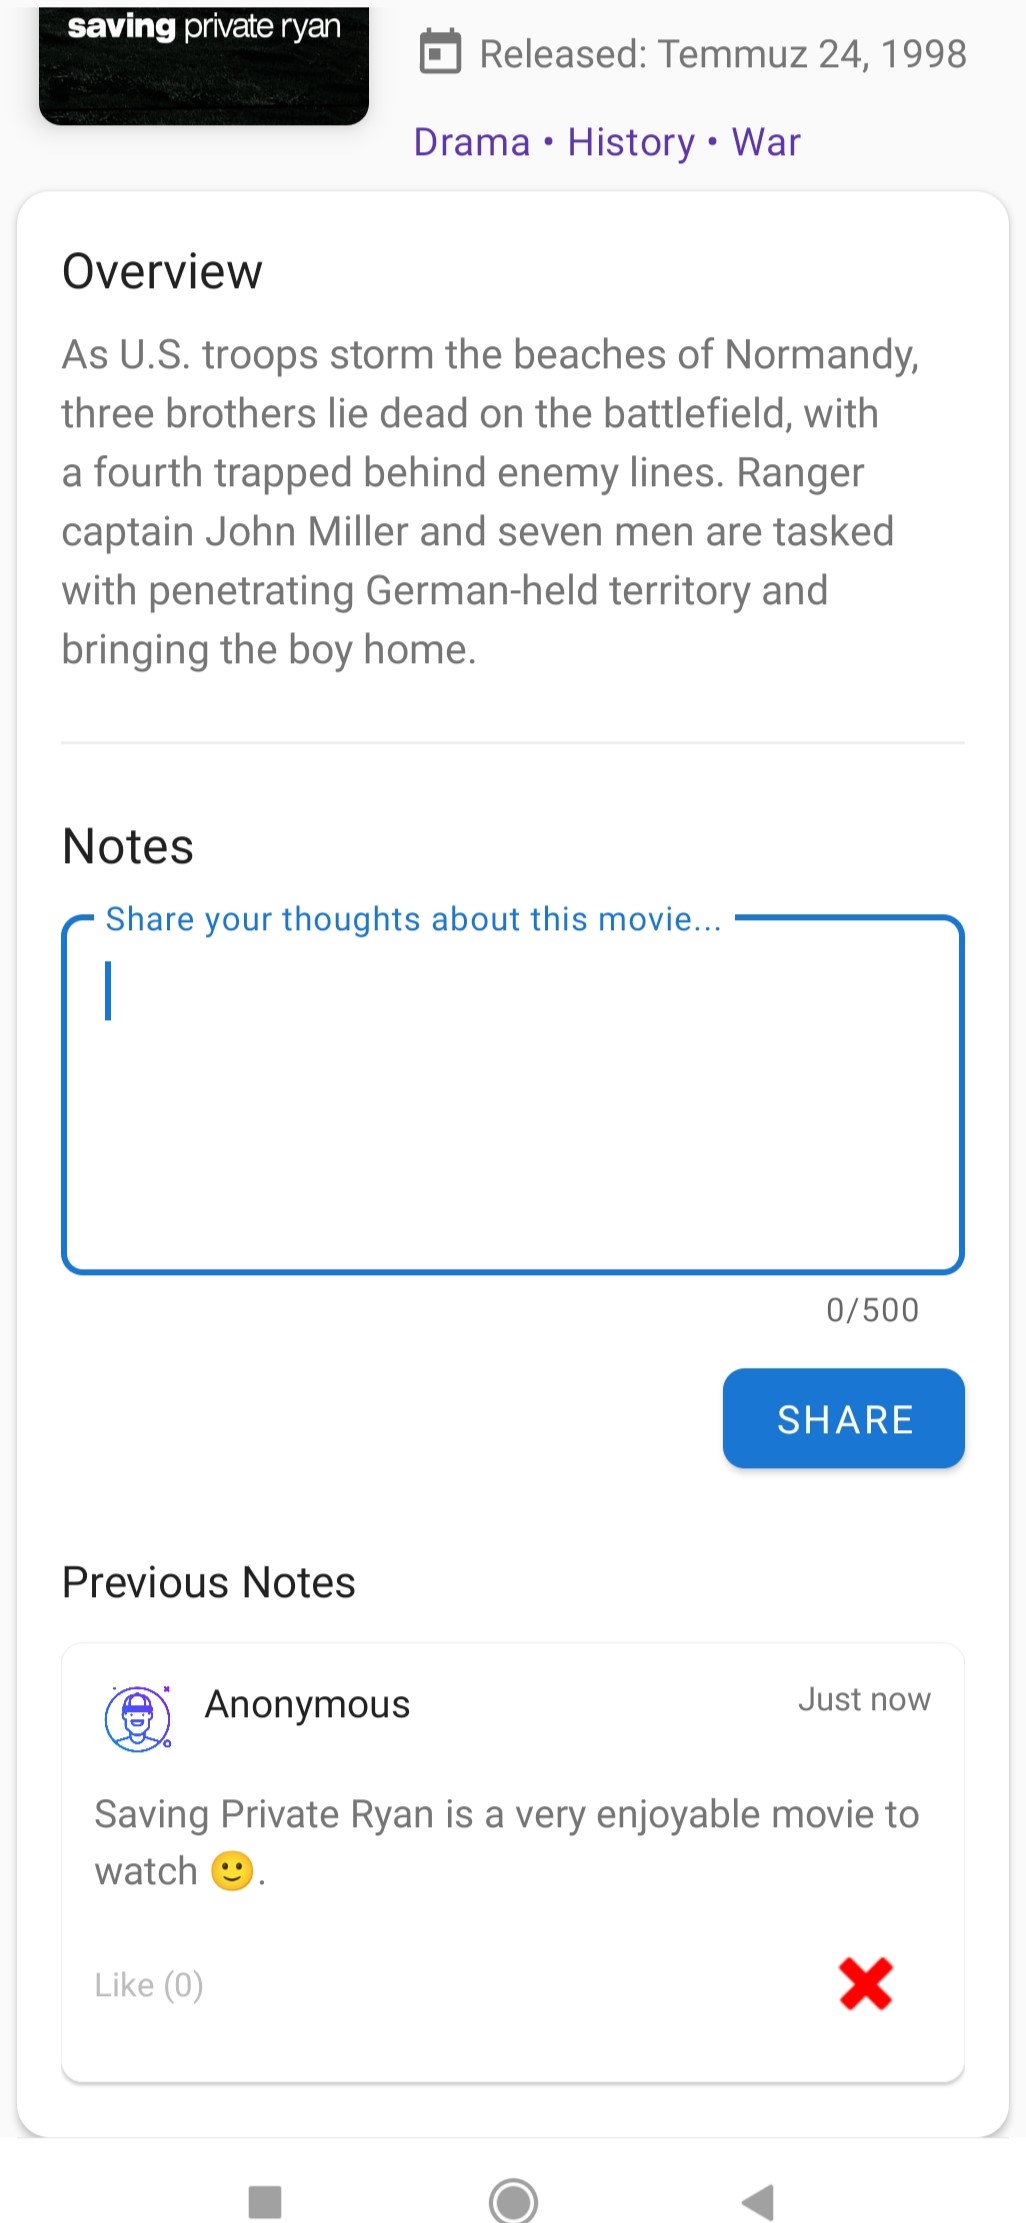 saving private ryan
Released: Temmuz 24, 1998
Drama • History • War
Overview
As U.S. troops storm the beaches of Normandy,
three brothers lie dead on the battlefield, with
a fourth trapped behind enemy lines. Ranger
captain John Miller and seven men are tasked
with penetrating German-held territory and
bringing the boy home.
Notes
Share your thoughts about this movie...
0/500
SHARE
Previous Notes
Anonymous
Just now
Saving Private Ryan is a very enjoyable movie to
watch 🙂.
Like (0)